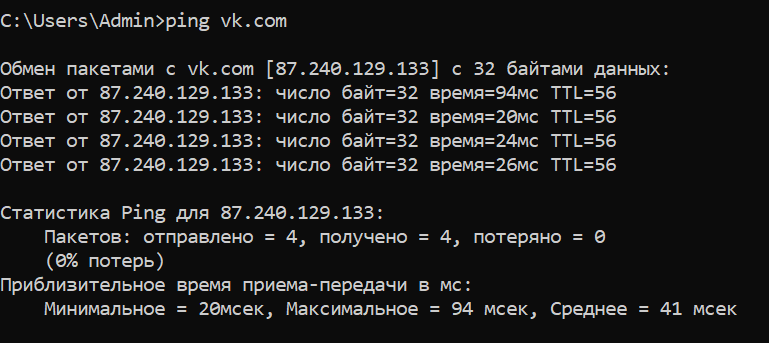 C:\Users\Admin>ping vk.com
Обмен пакетами с vk.com [87.240.129.133] с 32 байтами данных:
Ответ от 87.240.129.133: число байт=32 время=94мс TTL=56
Ответ от 87.240.129.133: число байт=32 время=20мс TTL=56
Ответ от 87.240.129.133: число байт=32 время=24мс TTL=56
Ответ от 87.240.129.133: число байт=32 время=26мс TTL=56
Статистика Ping для 87.240.129.133:
Пакетов: отправлено = 4, получено = 4, потеряно = 0
(0% потерь)
Приблизительное время приема-передачи в мс:
Минимальное = 20мсек, Максимальное = 94 мсек, Среднее = 41 мсек